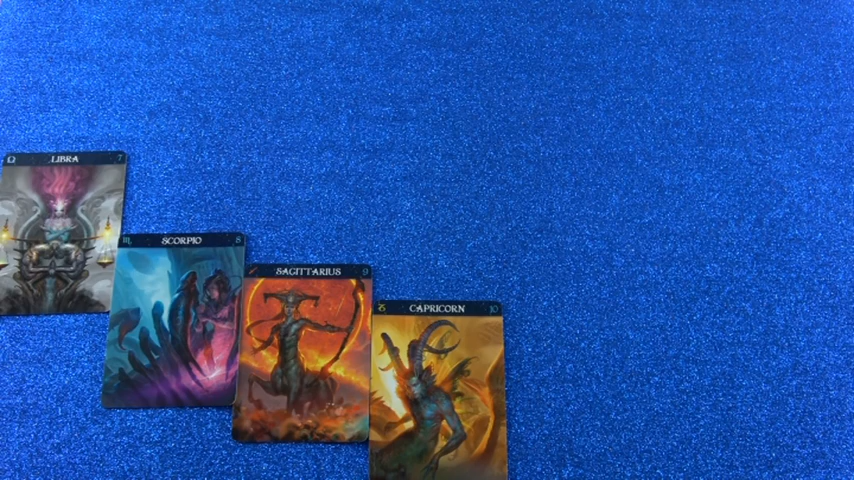 ♎ LIBRA 7
♏ SCORPIO 8
♐ SAGITTARIUS 9
♑ CAPRICORN 10